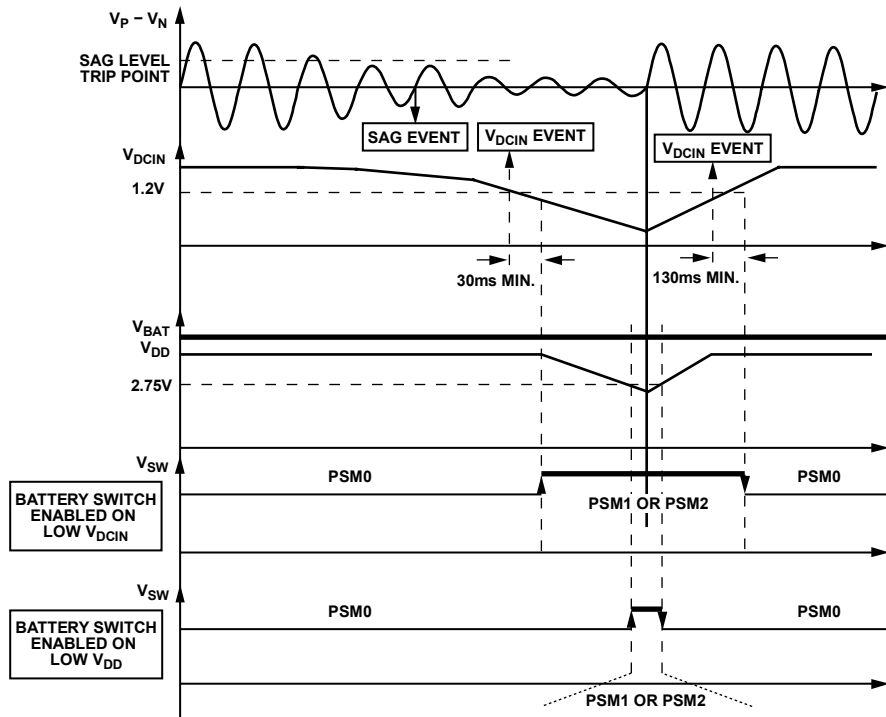 VP − VN
SAG LEVEL
TRIP POINT
SAG EVENT
VDCIN EVENT
VDCIN EVENT
VDCIN
1.2V
30ms MIN.
130ms MIN.
VBAT
VDD
2.75V
VSW
PSM0
PSM0
BATTERY SWITCH
ENABLED ON
LOW VDCIN
PSM1 OR PSM2
VSW
PSM0
PSM0
BATTERY SWITCH
ENABLED ON
LOW VDD
PSM1 OR PSM2